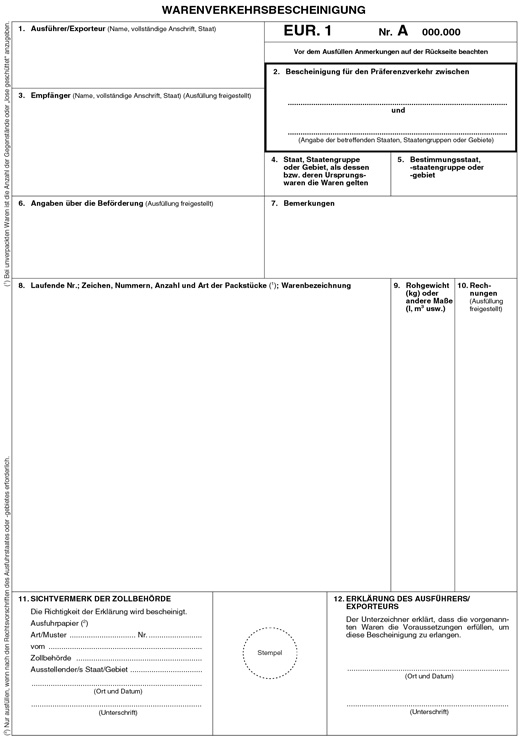 WARENVERKEHRSBESCHEINIGUNG
1. Ausführer/Exporteur (Name, vollständige Anschrift, Staat)
EUR. 1 Nr. A 000.000
Vor dem Ausfüllen Anmerkungen auf der Rückseite beachten
2. Bescheinigung für den Präferenzverkehr zwischen
und
(Angabe der betreffenden Staaten, Staatengruppen oder Gebiete)
3. Empfänger (Name, vollständige Anschrift, Staat) (Ausfüllung freigestellt)
4. Staat, Staatengruppe
oder Gebiet, als dessen
bzw. deren Ursprungs-
waren die Waren gelten
5. Bestimmungsstaat,
-staatengruppe oder
-gebiet
6. Angaben über die Beförderung (Ausfüllung freigestellt)
7. Bemerkungen
8. Laufende Nr.; Zeichen, Nummern, Anzahl und Art der Packstücke (¹); Warenbezeichnung
9. Rohgewicht
(kg) oder
andere Maße
(l, m³ usw.)
10. Rech-
nungen
(Ausfüllung
freigestellt)
11. SICHTVERMERK DER ZOLLBEHÖRDE
Die Richtigkeit der Erklärung wird bescheinigt.
Ausfuhrpapier (²)
Art/Muster ........................... Nr. ......................
vom ...............................................................
Zollbehörde ....................................................
Ausstellender/s Staat/Gebiet ..............................
(Ort und Datum)
(Unterschrift)
Stempel
12. ERKLÄRUNG DES AUSFÜHRERS/
EXPORTEURS
Der Unterzeichner erklärt, dass die vorgenann-
ten Waren die Voraussetzungen erfüllen, um
diese Bescheinigung zu erlangen.
(Ort und Datum)
(Unterschrift)
(¹) Bei unverpackten Waren ist die Anzahl der Gegenstände oder „lose geschüttet“ anzugeben.
(²) Nur ausfüllen, wenn nach den Rechtsvorschriften des Ausfuhrstaates oder -gebietes erforderlich.